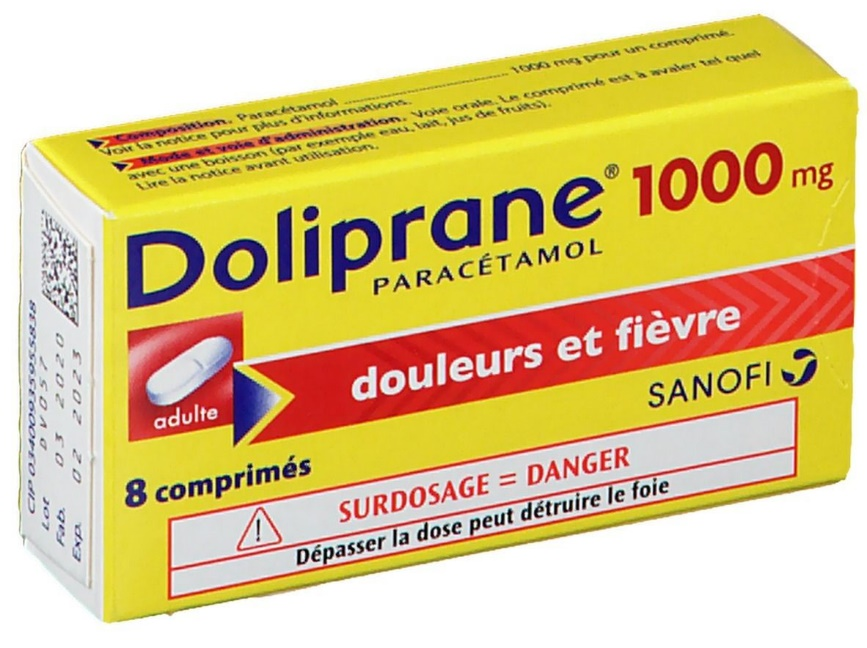 Composition. Paracétamol ........................................ 1000 mg pour un comprimé.
Voir la notice pour plus d'informations.
Mode et voie d'administration. Voie orale. Le comprimé est à avaler tel quel
avec une boisson (par exemple eau, lait, jus de fruits).
Lire la notice avant utilisation.
Doliprane® 1000 mg
PARACÉTAMOL
douleurs et fièvre
adulte
SANOFI
8 comprimés
SURDOSAGE = DANGER
Dépasser la dose peut détruire le foie
CIP 03400935955838
Lot BV057
Fab. 03 2020
Exp. 02 2023